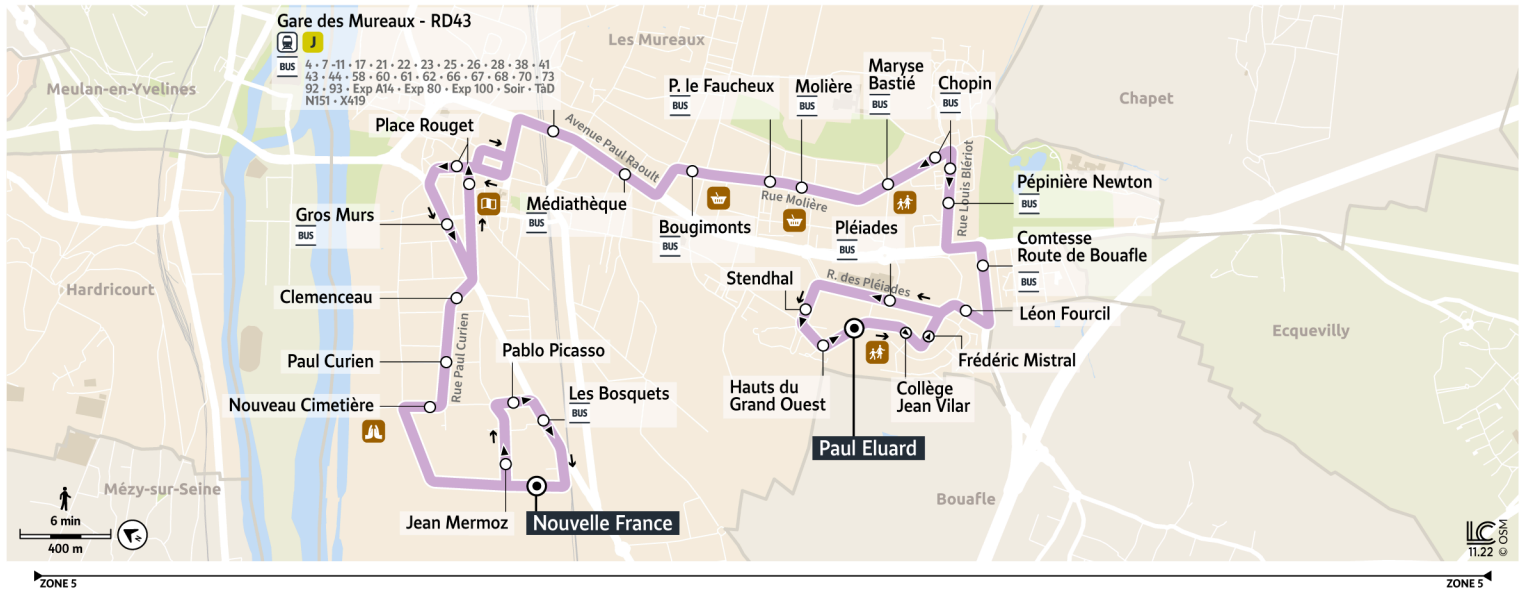 Gare des Mureaux - RD43
J
BUS
4 • 7 -11 • 17 • 21 • 22 • 23 • 25 • 26 • 28 • 38 • 41
43 • 44 • 58 • 60 • 61 • 62 • 66 • 67 • 68 • 70 • 73
92 • 93 • Exp A14 • Exp 80 • Exp 100 • Soir • TàD
N151 • X419
Les Mureaux
Meulan-en-Yvelines
Chapet
Place Rouget
Avenue Paul Raoult
P. le Faucheux
BUS
Molière
BUS
Maryse
Bastié
BUS
Chopin
BUS
Rue Louis Blériot
Pépinière Newton
BUS
Gros Murs
BUS
Médiathèque
BUS
Rue Molière
Bougimonts
BUS
Pléiades
BUS
Comtesse
Route de Bouafle
BUS
Hardricourt
Clemenceau
Stendhal
R. des Pléiades
Léon Fourcil
Ecquevilly
Paul Curien
Rue Paul Curien
Pablo Picasso
Frédéric Mistral
Nouveau Cimetière
Les Bosquets
BUS
Hauts du
Grand Ouest
Collège
Jean Vilar
Paul Eluard
Mézy-sur-Seine
Bouafle
Jean Mermoz
Nouvelle France
6 min
400 m
N
LC
11.22 © OSM
ZONE 5
ZONE 5